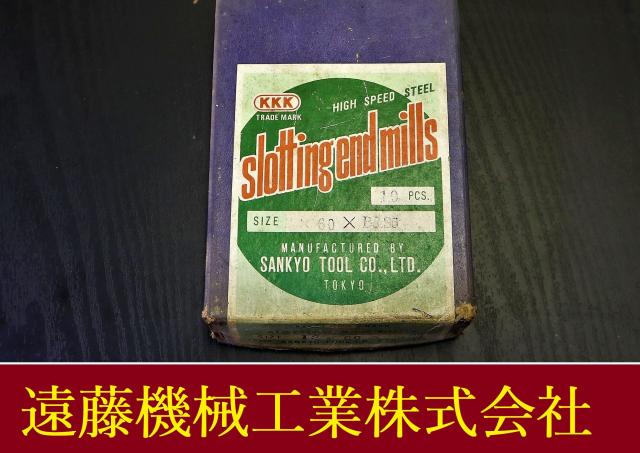 KKK
TRADE MARK
HIGH SPEED STEEL
slotting end mills
10 PCS.
SIZE × 60 ×
MANUFACTURED BY
SANKYO TOOL CO.,LTD.
TOKYO
遠藤機械工業株式会社